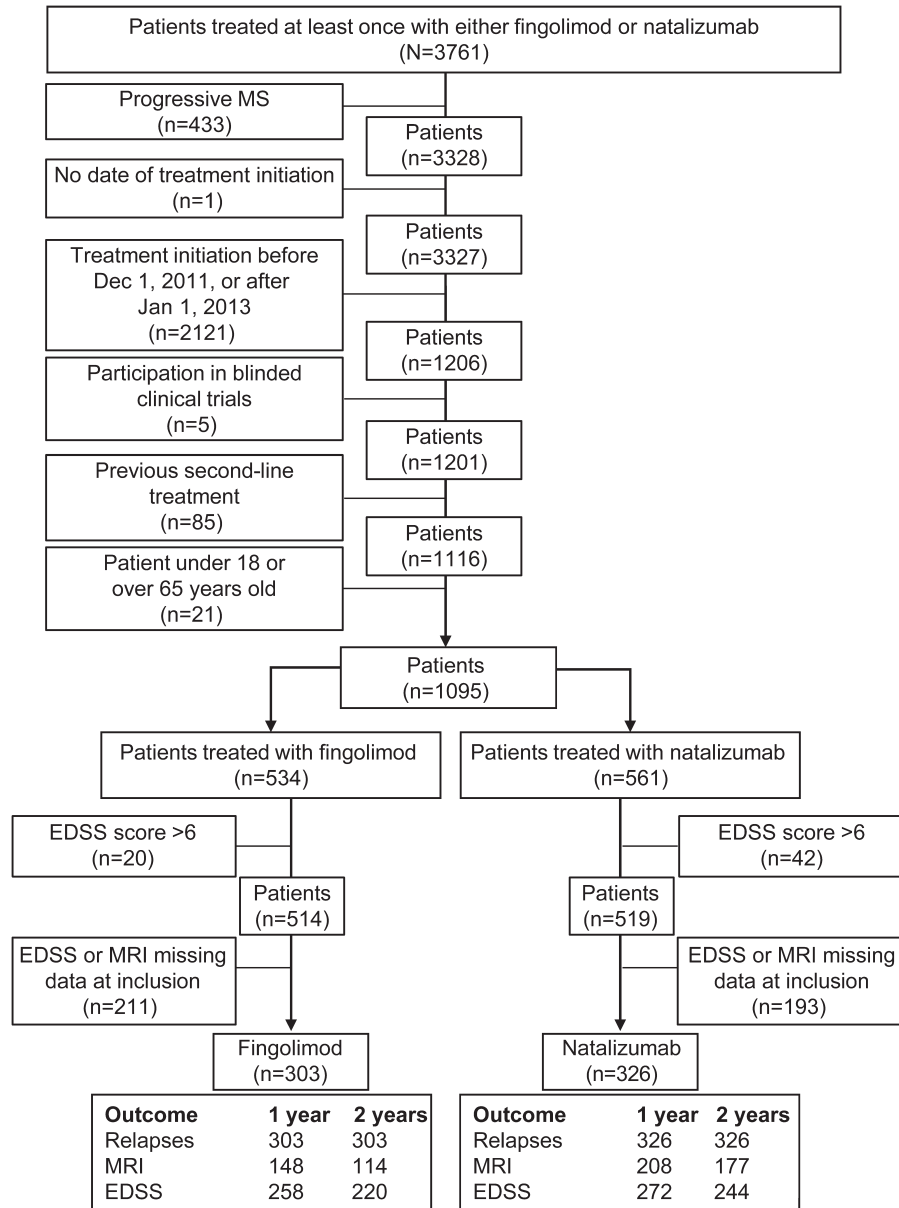 Patients treated at least once with either fingolimod or natalizumab
(N=3761)
Progressive MS
(n=433)
Patients
(n=3328)
No date of treatment initiation
(n=1)
Patients
(n=3327)
Treatment initiation before
Dec 1, 2011, or after
Jan 1, 2013
(n=2121)
Patients
(n=1206)
Participation in blinded
clinical trials
(n=5)
Patients
(n=1201)
Previous second-line
treatment
(n=85)
Patients
(n=1116)
Patient under 18 or
over 65 years old
(n=21)
Patients
(n=1095)
Patients treated with fingolimod
(n=534)
Patients treated with natalizumab
(n=561)
EDSS score >6
(n=20)
EDSS score >6
(n=42)
Patients
(n=514)
Patients
(n=519)
EDSS or MRI missing
data at inclusion
(n=211)
EDSS or MRI missing
data at inclusion
(n=193)
Fingolimod
(n=303)
Natalizumab
(n=326)
Outcome 1 year 2 years
Relapses 303 303
MRI 148 114
EDSS 258 220
Outcome 1 year 2 years
Relapses 326 326
MRI 208 177
EDSS 272 244